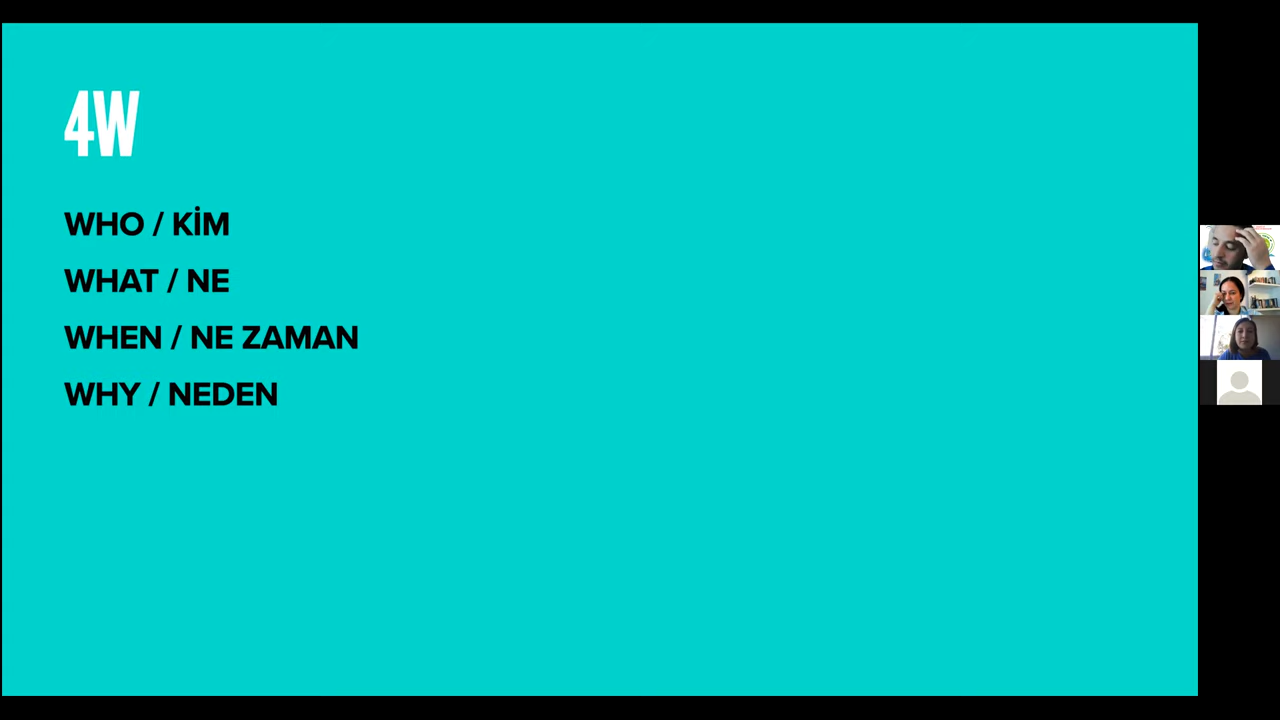 4W
WHO / KİM
WHAT / NE
WHEN / NE ZAMAN
WHY / NEDEN